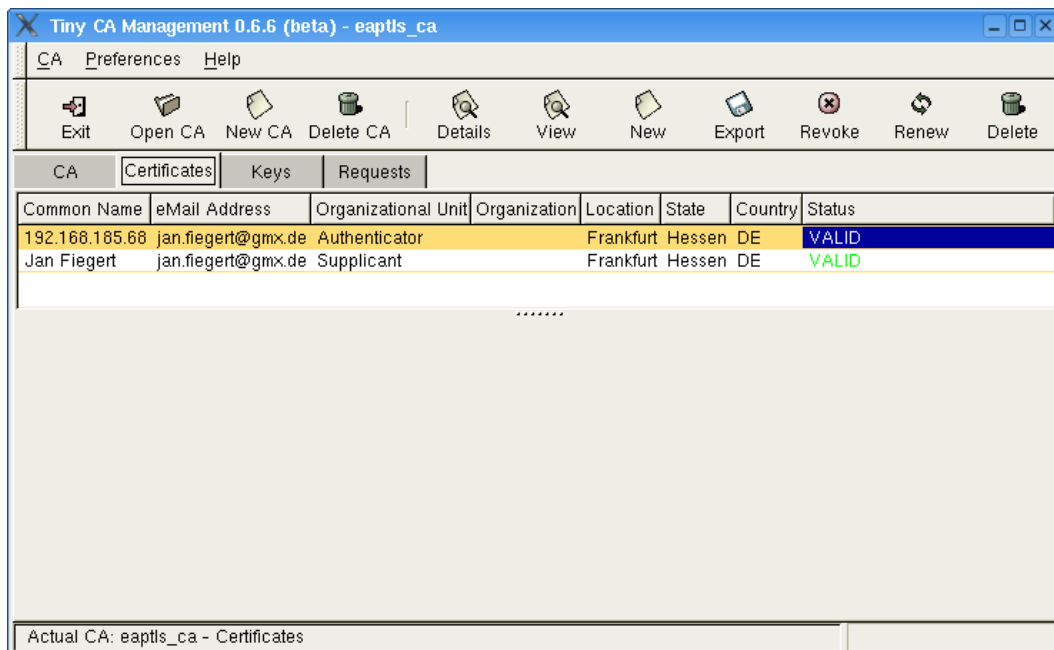 Tiny CA Management 0.6.6 (beta) - eaptls_ca
CA Preferences Help
Exit Open CA New CA Delete CA Details View New Export Revoke Renew Delete
CA Certificates Keys Requests
Common Name eMail Address Organizational Unit Organization Location State Country Status
192.168.185.68 jan.fiegert@gmx.de Authenticator Frankfurt Hessen DE VALID
Jan Fiegert jan.fiegert@gmx.de Supplicant Frankfurt Hessen DE VALID
Actual CA: eaptls_ca - Certificates